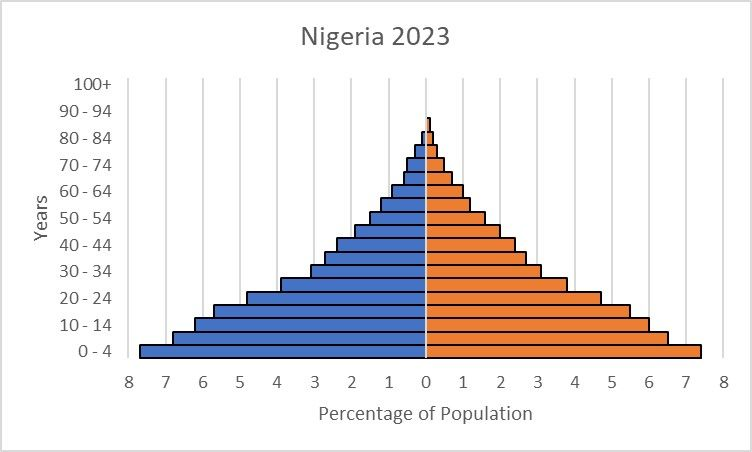 Nigeria 2023
Years
100+
90 - 94
80 - 84
70 - 74
60 - 64
50 - 54
40 - 44
30 - 34
20 - 24
10 - 14
0 - 4
8 7 6 5 4 3 2 1 0 1 2 3 4 5 6 7 8
Percentage of Population